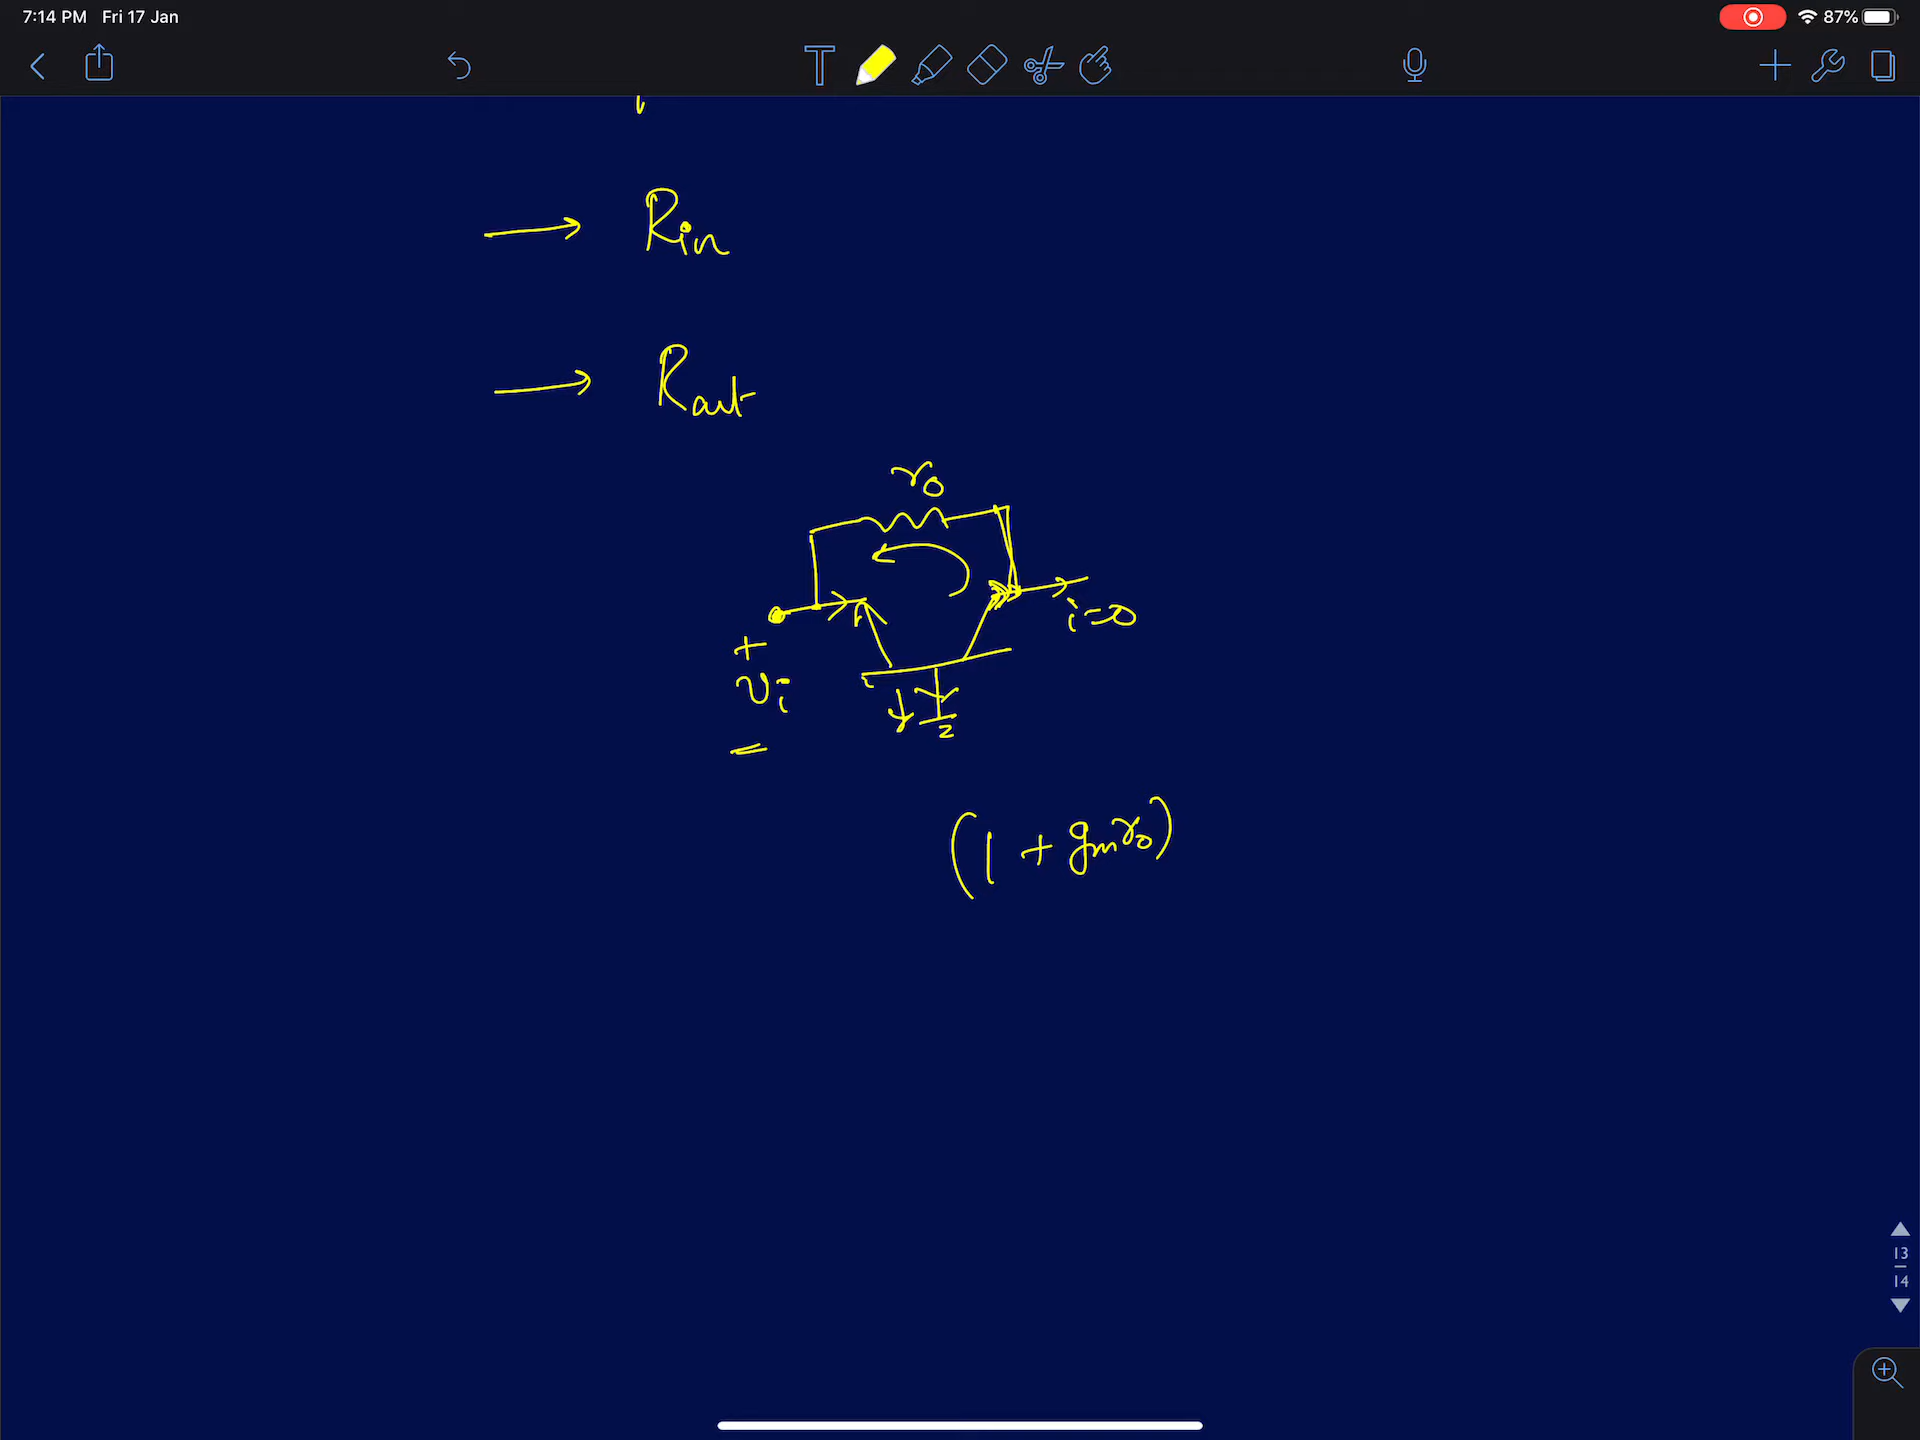 7:14 PM Fri 17 Jan
87%
→ Rin
→ Rout
ro
i=0
+
vi
−
(1 + gmro)
13
14